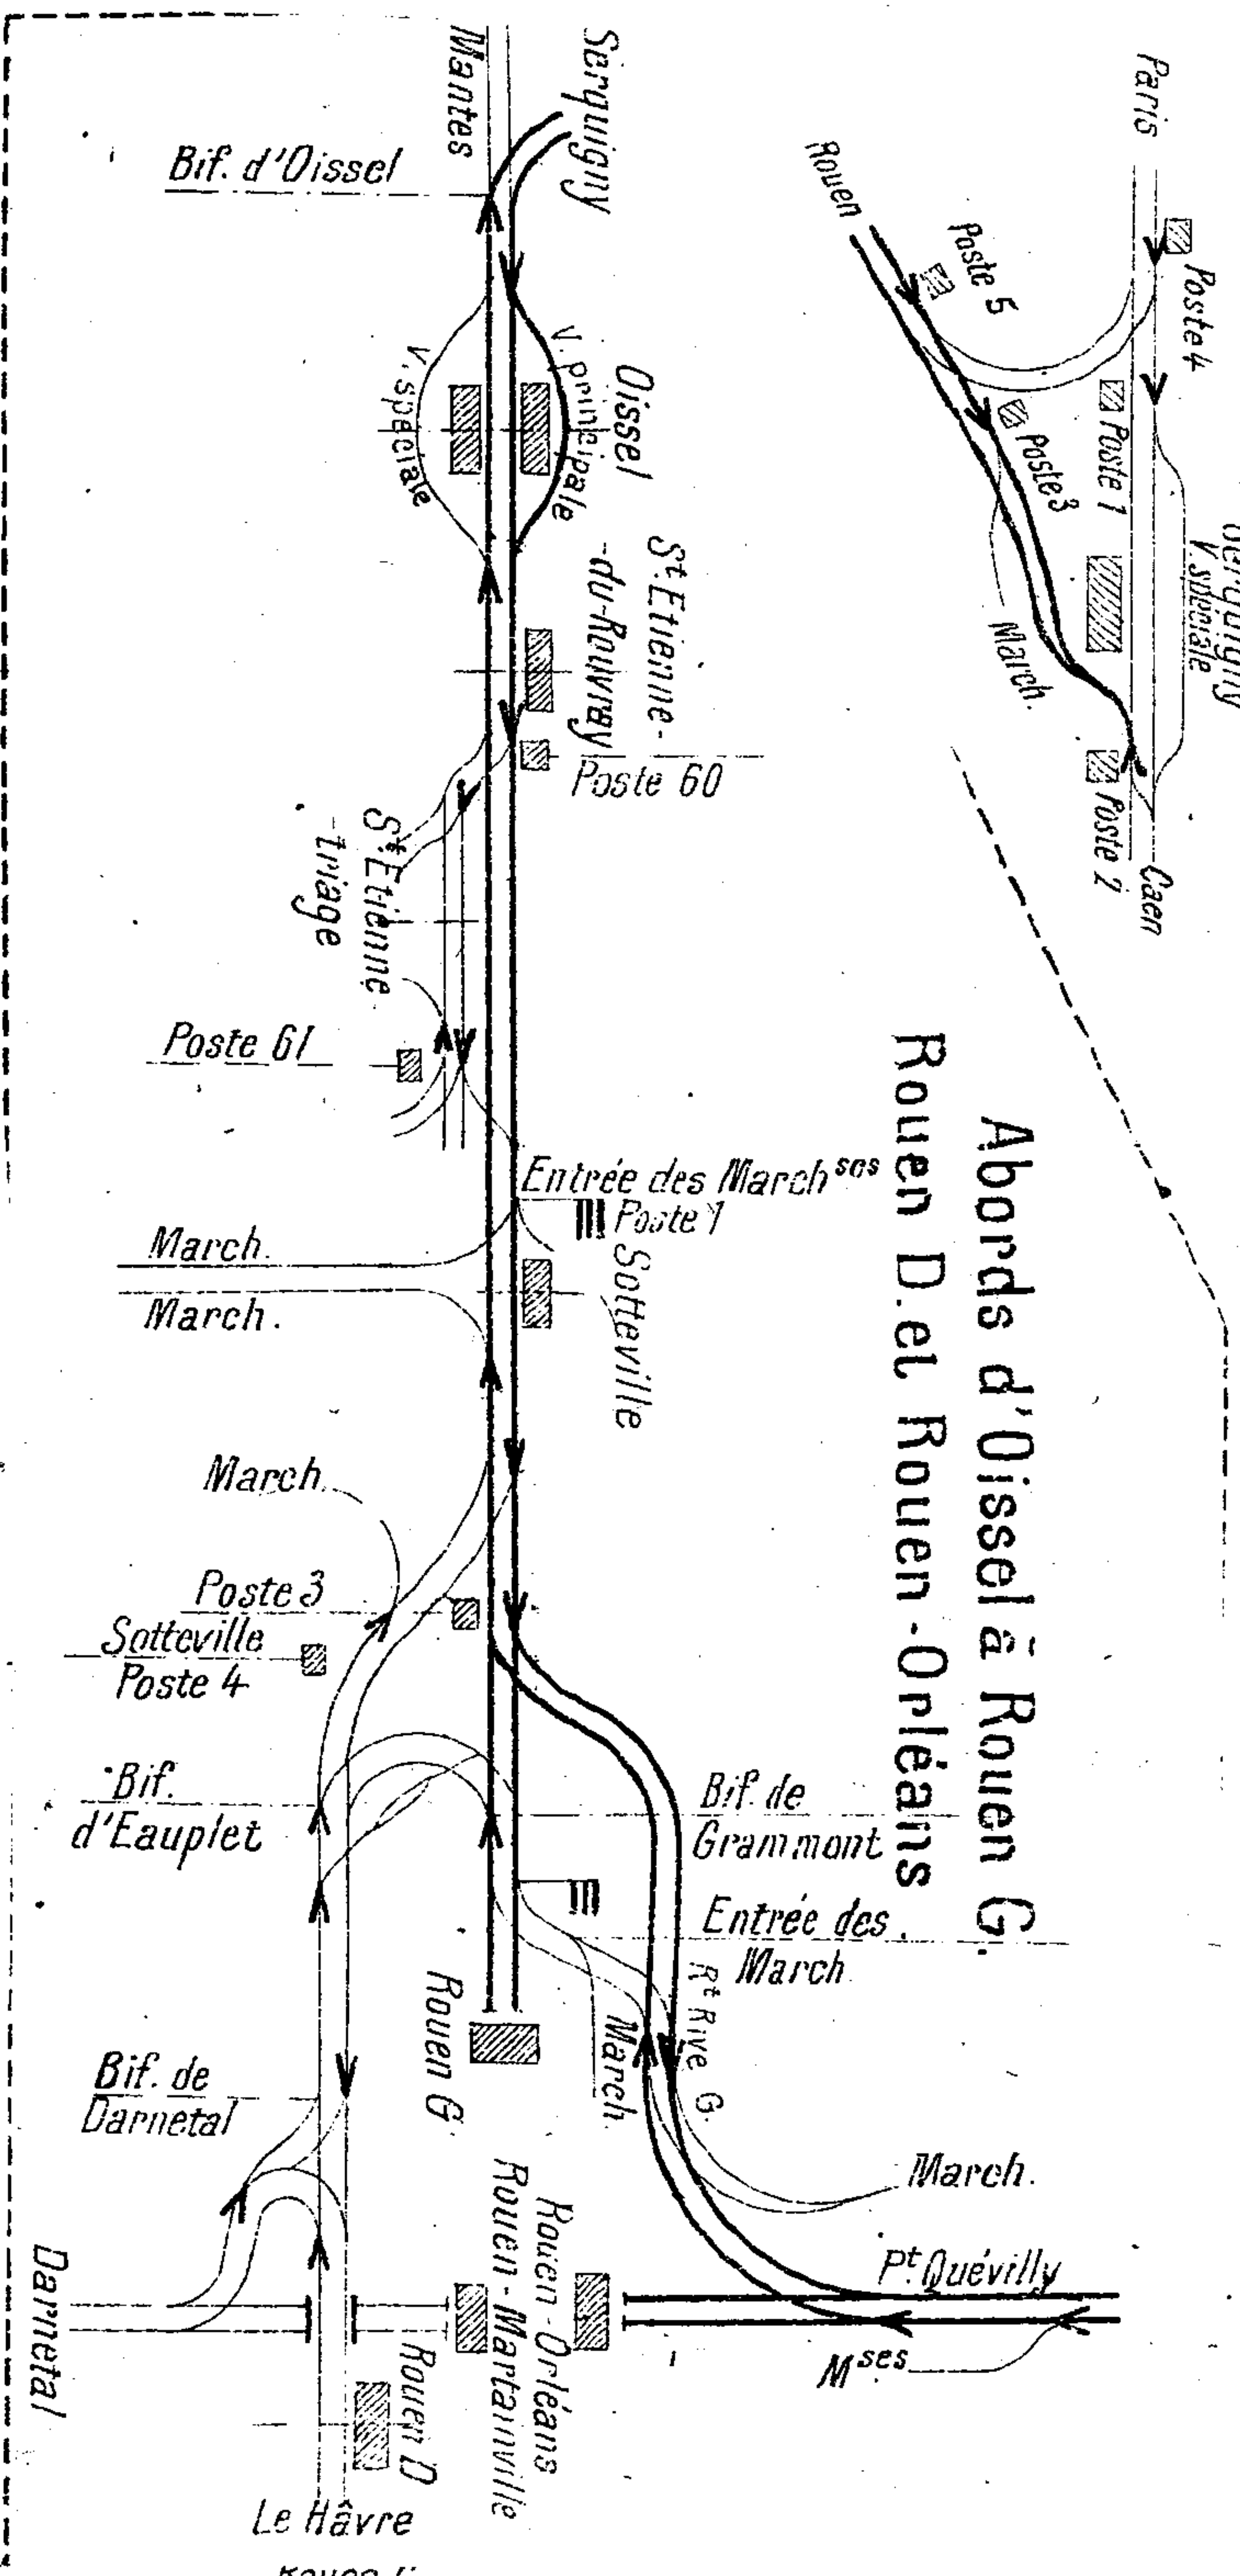 Abords d'Oissel à Rouen G.
Rouen D. et Rouen-Orléans
Paris
Poste 4
Rouen
Poste 5
Poste 3
Poste 1
Serquigny
V. spéciale
March.
Poste 2
Caen
Mantes
Serquigny
Bif. d'Oissel
V. principale
Oissel
V. spéciale
St. Etienne-
-du-Rouvray
Poste 60
St. Etienne
-triage
Poste 61
Entrée des Marchses
Poste 1
Sotteville
March.
March.
March.
Poste 3
Sotteville
Poste 4
Bif.
d'Eauplet
Bif. de
Grammont
Entrée des
March
Rt Rive G.
March.
Rouen G.
Bif. de
Darnetal
March.
Pt. Quévilly
Mses
Rouen-Orléans
Rouen-Martainville
Darnetal
Rouen D
Le Hâvre